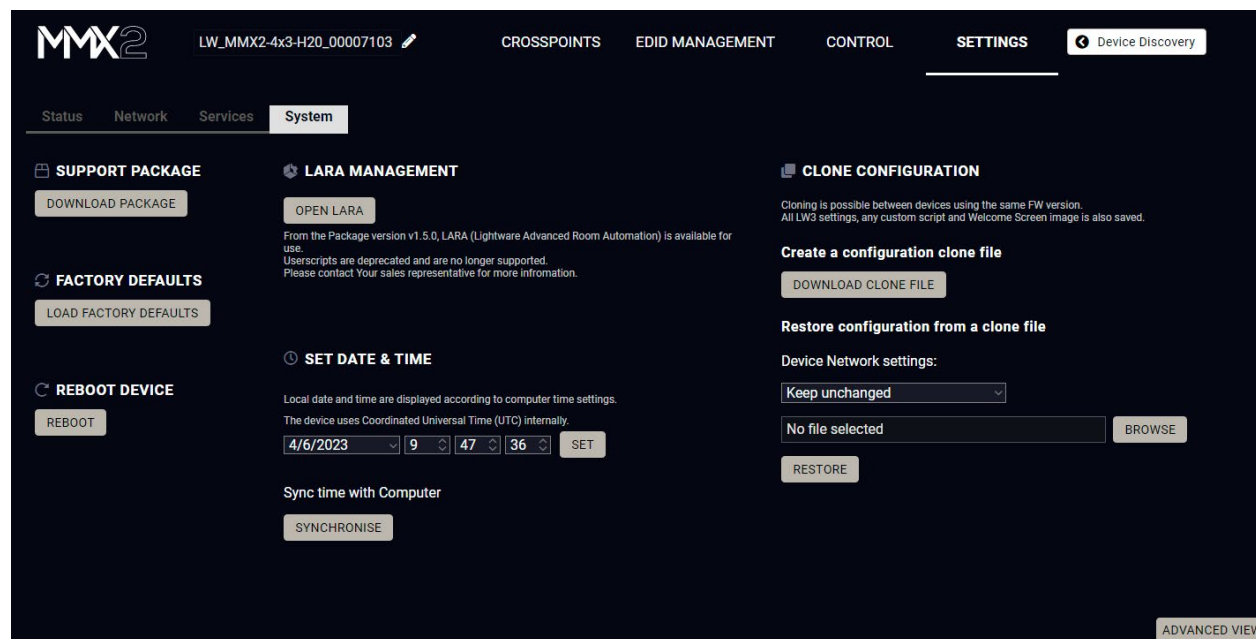 MMX2
LW_MMX2-4x3-H20_00007103
CROSSPOINTS
EDID MANAGEMENT
CONTROL
SETTINGS
Device Discovery
Status
Network
Services
System
SUPPORT PACKAGE
DOWNLOAD PACKAGE
FACTORY DEFAULTS
LOAD FACTORY DEFAULTS
REBOOT DEVICE
REBOOT
LARA MANAGEMENT
OPEN LARA
From the Package version v1.5.0, LARA (Lightware Advanced Room Automation) is available for
use.
Userscripts are deprecated and are no longer supported.
Please contact Your sales representative for more infromation.
SET DATE & TIME
Local date and time are displayed according to computer time settings.
The device uses Coordinated Universal Time (UTC) internally.
4/6/2023 9 47 36 SET
Sync time with Computer
SYNCHRONISE
CLONE CONFIGURATION
Cloning is possible between devices using the same FW version.
All LW3 settings, any custom script and Welcome Screen image is also saved.
Create a configuration clone file
DOWNLOAD CLONE FILE
Restore configuration from a clone file
Device Network settings:
Keep unchanged
No file selected BROWSE
RESTORE
ADVANCED VIEW